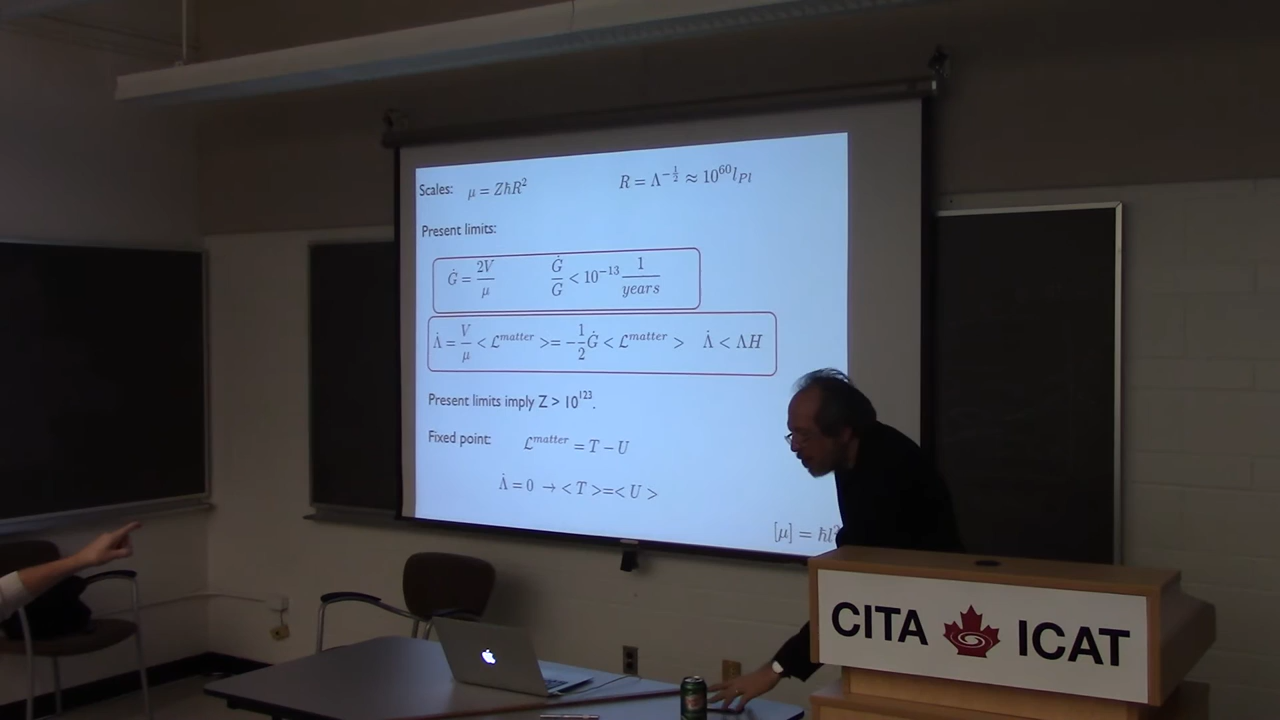 Scales: μ = ZħR² R = Λ^{-1/2} ≈ 10^{60} l_{Pl}
Present limits:
Ġ = 2V/μ Ġ/G < 10^{-13} 1/years
Λ̇ = V/μ < ℒ^{matter} >= -1/2 Ġ < ℒ^{matter} > Λ̇ < ΛH
Present limits imply Z > 10^{123}.
Fixed point: ℒ^{matter} = T − U
Λ̇ = 0 → < T >=< U >
[μ] = ħl
CITA ICAT